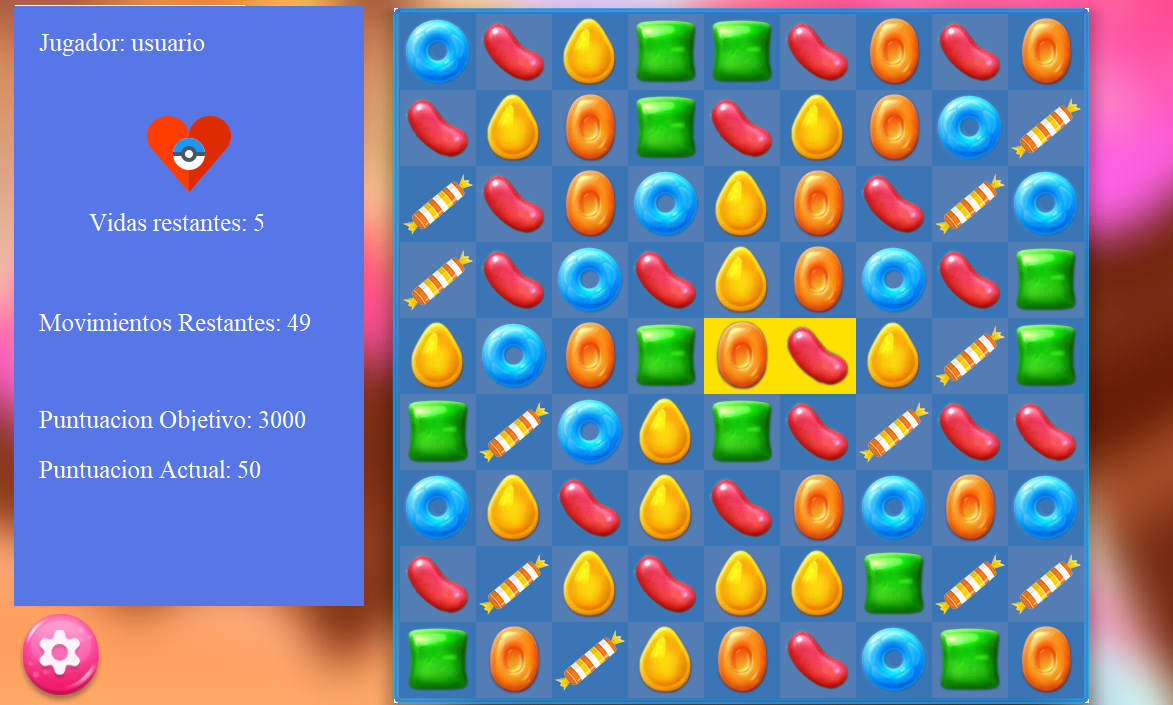 Jugador: usuario
Vidas restantes: 5
Movimientos Restantes: 49
Puntuacion Objetivo: 3000
Puntuacion Actual: 50